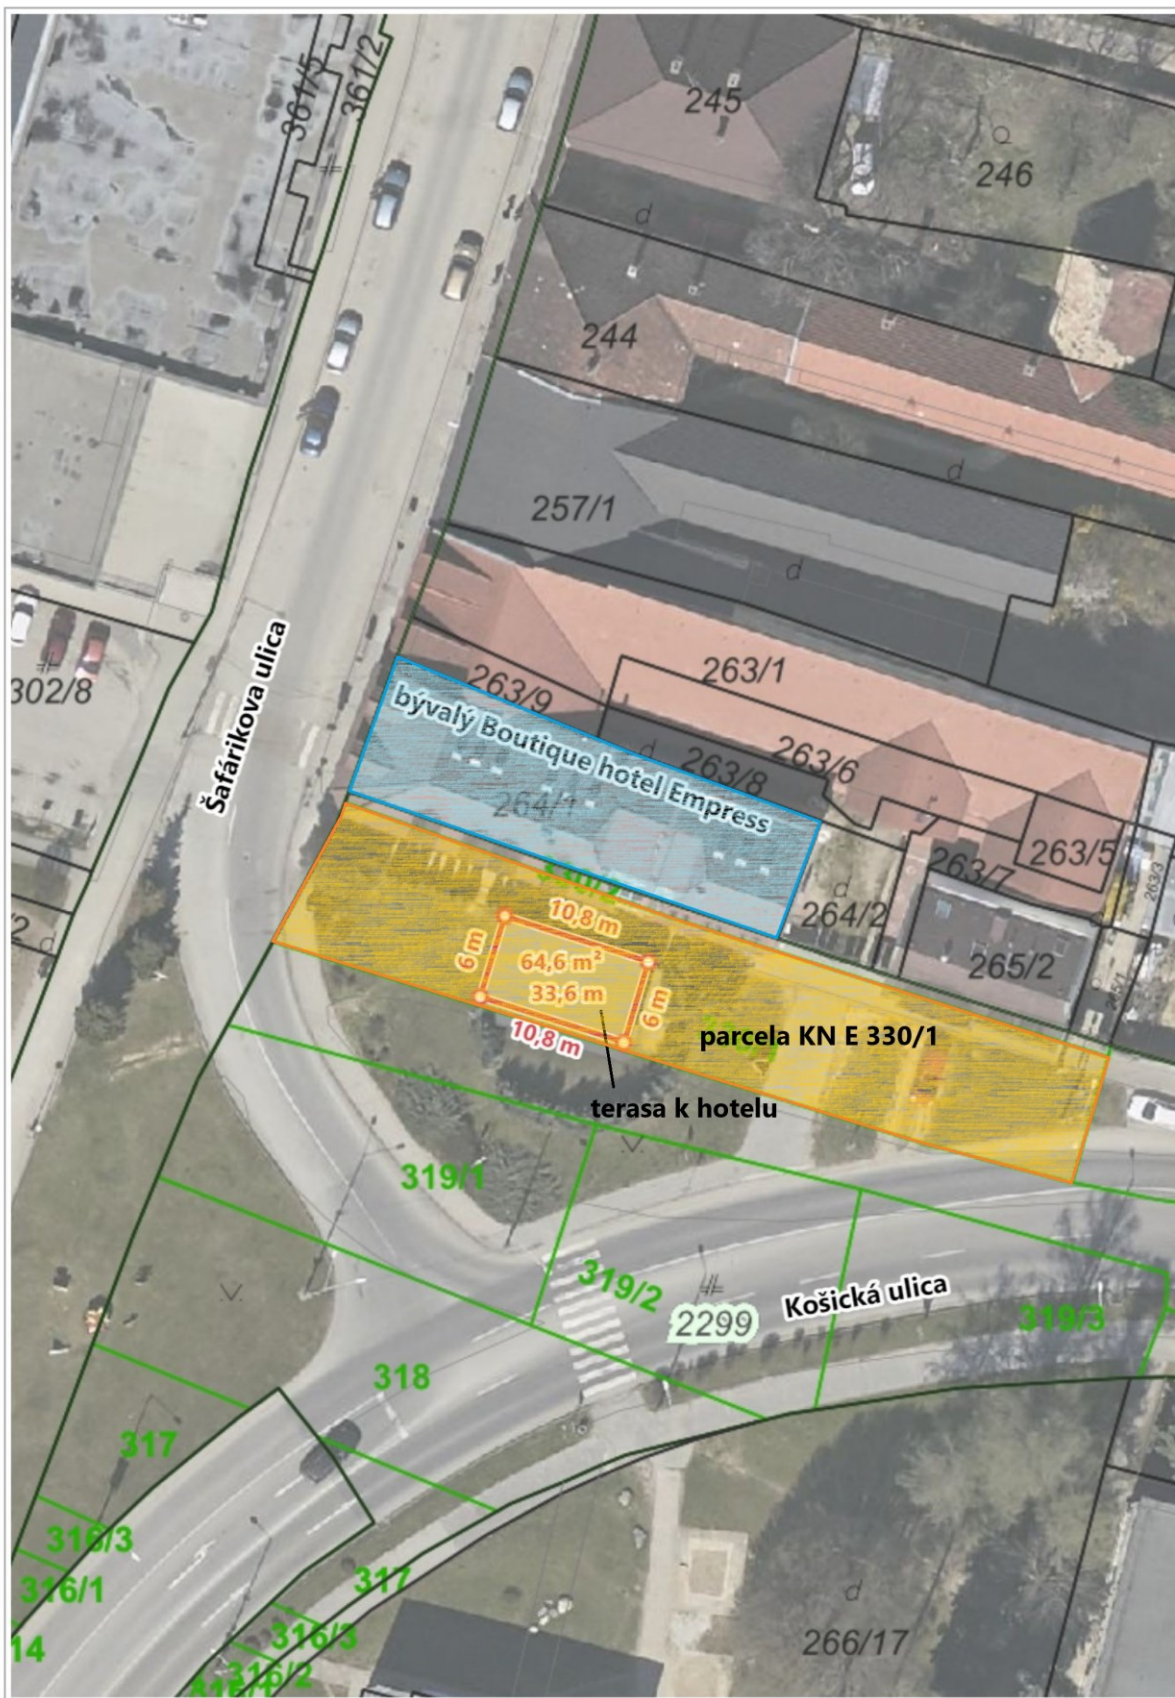 361/5
361/2
245
246
d
244
d
257/1
d
302/8
Šafárikova ulica
263/9
263/1
bývalý Boutique hotel Empress
d
263/8
263/6
264/1
263/5
263/7
263/3
d
264/2
265/2
10,8 m
6 m
64,6 m²
33,6 m
6 m
10,8 m
parcela KN E 330/1
terasa k hotelu
319/1
319/2
2299
Košická ulica
319/3
318
317
316/3
316/1
14
317
316/3
316/2
d
266/17